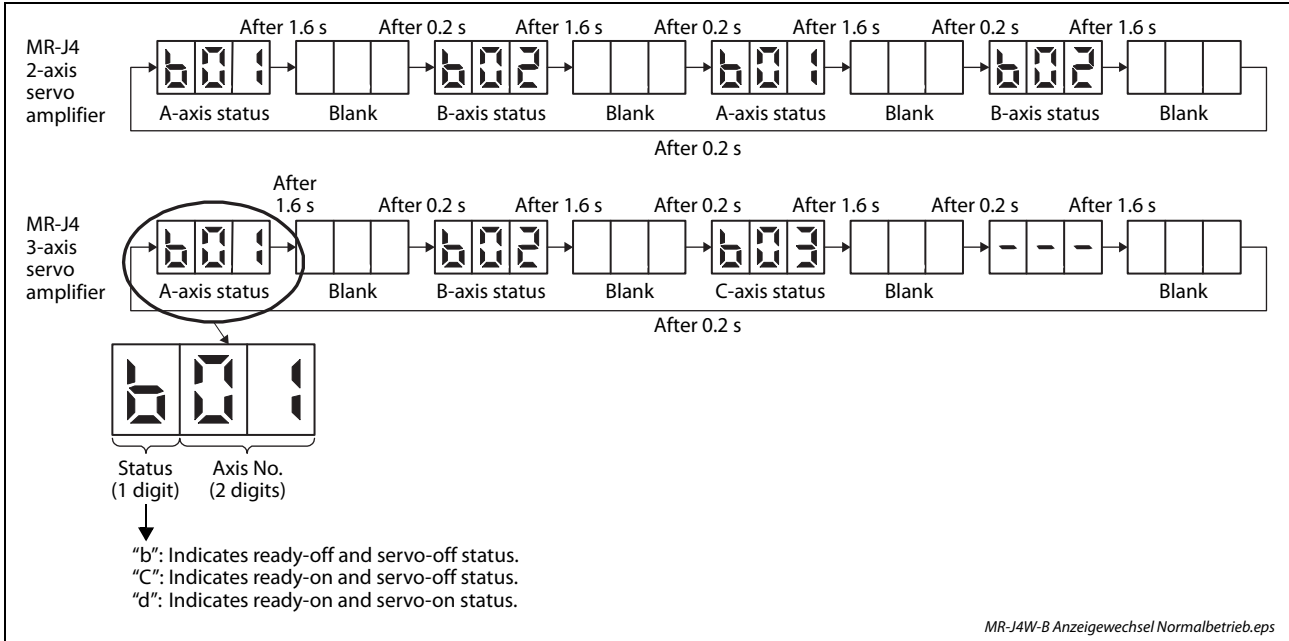 After 1.6 s After 0.2 s After 1.6 s After 0.2 s After 1.6 s After 0.2 s After 1.6 s
MR-J4
2-axis
servo
amplifier
b01 b02 b01 b02
A-axis status Blank B-axis status Blank A-axis status Blank B-axis status Blank
After 0.2 s
After
1.6 s After 0.2 s After 1.6 s After 0.2 s After 1.6 s After 0.2 s After 1.6 s
MR-J4
3-axis
servo
amplifier
b01 b02 b03 - - -
A-axis status Blank B-axis status Blank C-axis status Blank Blank
After 0.2 s
b01
Status Axis No.
(1 digit) (2 digits)
“b”: Indicates ready-off and servo-off status.
“C”: Indicates ready-on and servo-off status.
“d”: Indicates ready-on and servo-on status.
MR-J4W-B Anzeigewechsel Normalbetrieb.eps